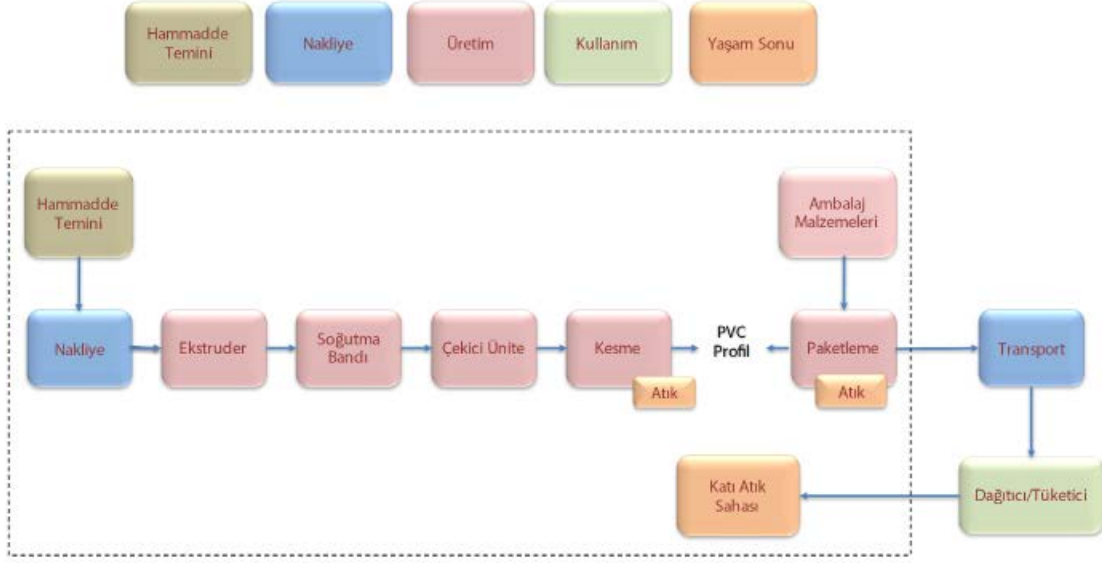 Hammadde
Temini
Nakliye
Üretim
Kullanım
Yaşam Sonu
Hammadde
Temini
Ambalaj
Malzemeleri
Nakliye
Ekstruder
Soğutma
Bandı
Çekici Ünite
Kesme
Atık
PVC
Profil
Paketleme
Atık
Transport
Katı Atık
Sahası
Dağıtıcı/Tüketici